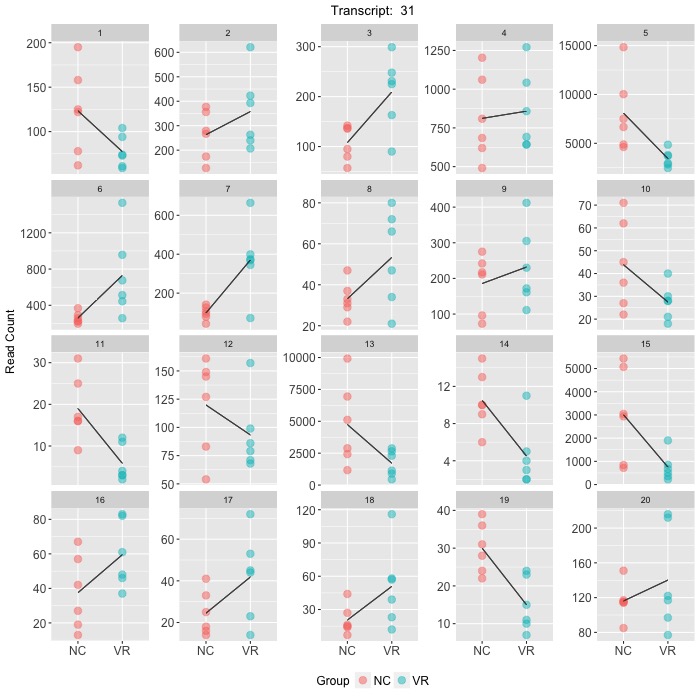 Transcript: 31
1 2 3 4 5
200 150 100
600 500 400 300 200
300 200 100
1250 1000 750 500
15000 10000 5000
6 7 8 9 10
1200 800 400
600 400 200
80 60 40 20
400 300 200 100
70 60 50 40 30 20
Read Count
11 12 13 14 15
30 20 10
150 125 100 75 50
10000 7500 5000 2500 0
12 8 4
5000 4000 3000 2000 1000 0
16 17 18 19 20
80 60 40 20
60 40 20
120 90 60 30
40 30 20 10
200 160 120 80
NC VR NC VR NC VR NC VR NC VR
Group NC VR